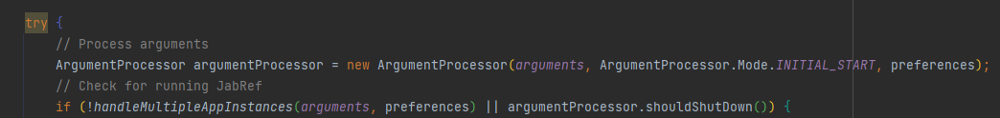 try {
// Process arguments
ArgumentProcessor argumentProcessor = new ArgumentProcessor(arguments, ArgumentProcessor.Mode.INITIAL_START, preferences);
// Check for running JabRef
if (!handleMultipleAppInstances(arguments, preferences) || argumentProcessor.shouldShutDown()) {